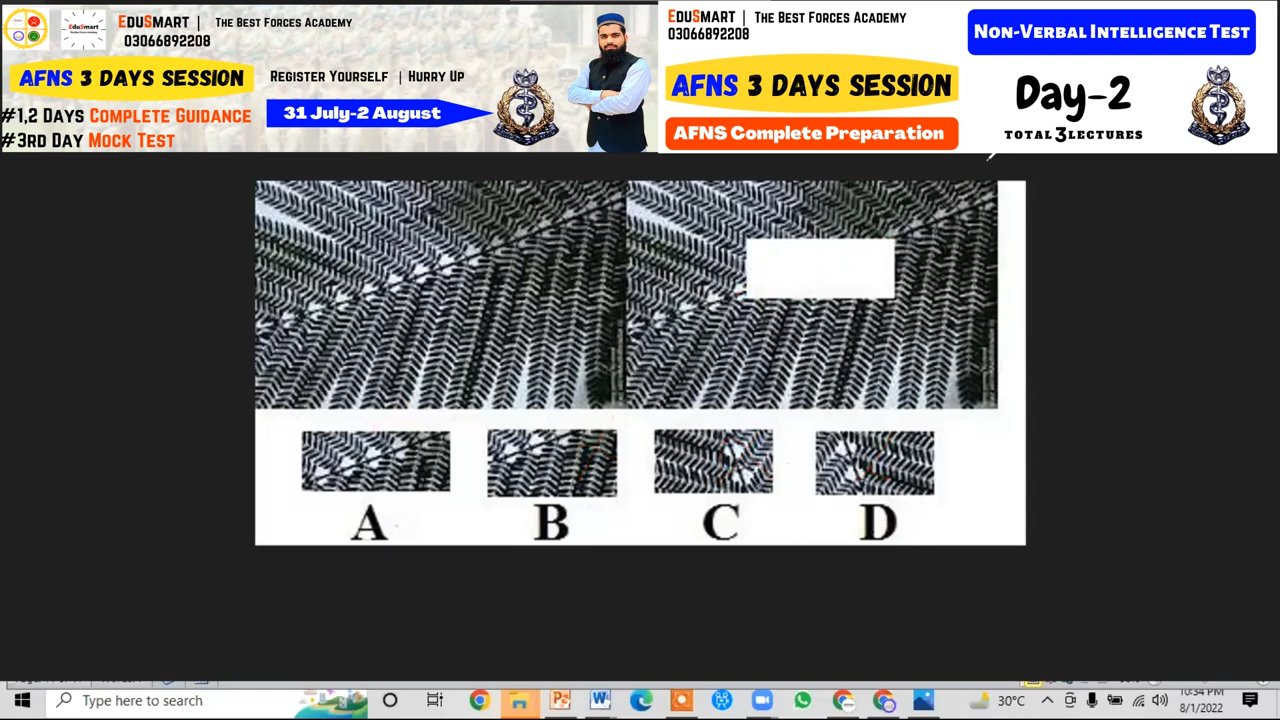 EduSmart | The Best Forces Academy
03066892208
AFNS 3 DAYS SESSION
Register Yourself | Hurry Up
31 July-2 August
#1,2 Days Complete Guidance
#3rd Day Mock Test
EduSmart | The Best Forces Academy
03066892208
AFNS 3 DAYS SESSION
AFNS Complete Preparation
Non-Verbal Intelligence Test
Day-2
Total 3 Lectures
A B C D
Type here to search
30°C
10:34 PM
8/1/2022